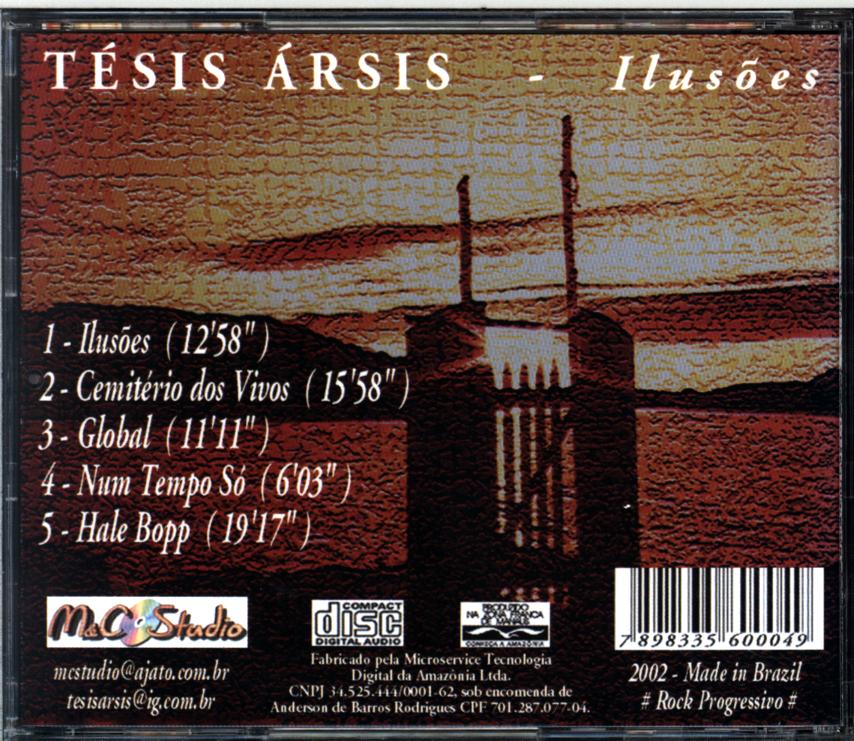 TÉSIS ÁRSIS - Ilusões
1 - Ilusões (12'58")
2 - Cemitério dos Vivos (15'58")
3 - Global (11'11")
4 - Num Tempo Só (6'03")
5 - Hale Bopp (19'17")
M&C Studio
COMPACT
disc
DIGITAL AUDIO
PRODUZIDO
NA ZONA FRANCA
DE MANAUS
CONHEÇA A AMAZÔNIA
7 898335 600049
mcstudio@ajato.com.br
tesisarsis@ig.com.br
Fabricado pela Microservice Tecnologia
Digital da Amazônia Ltda.
CNPJ 34.525.444/0001-62, sob encomenda de
Anderson de Barros Rodrigues CPF 701.287.077-04.
2002 - Made in Brazil
# Rock Progressivo #